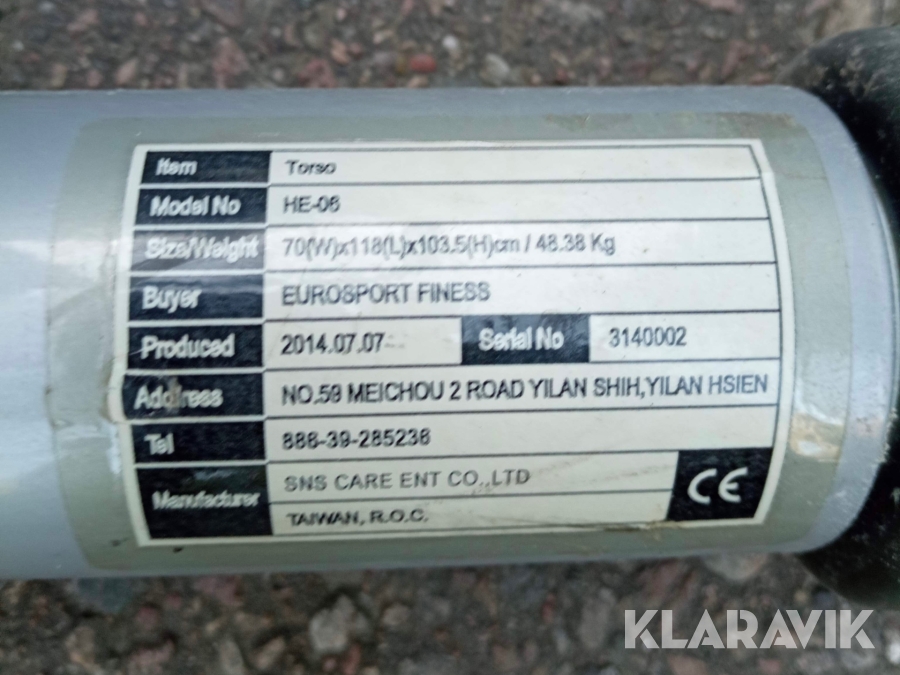 Item Torso
Model No HE-06
Size/Weight 70(W)x118(L)x103.5(H)cm / 48.38 Kg
Buyer EUROSPORT FINESS
Produced 2014.07.07 Serial No 3140002
Address NO.59 MEICHOU 2 ROAD YILAN SHIH,YILAN HSIEN
Tel 886-39-285236
Manufacturer SNS CARE ENT CO.,LTD
TAIWAN, R.O.C.
CE
KLARAVIK